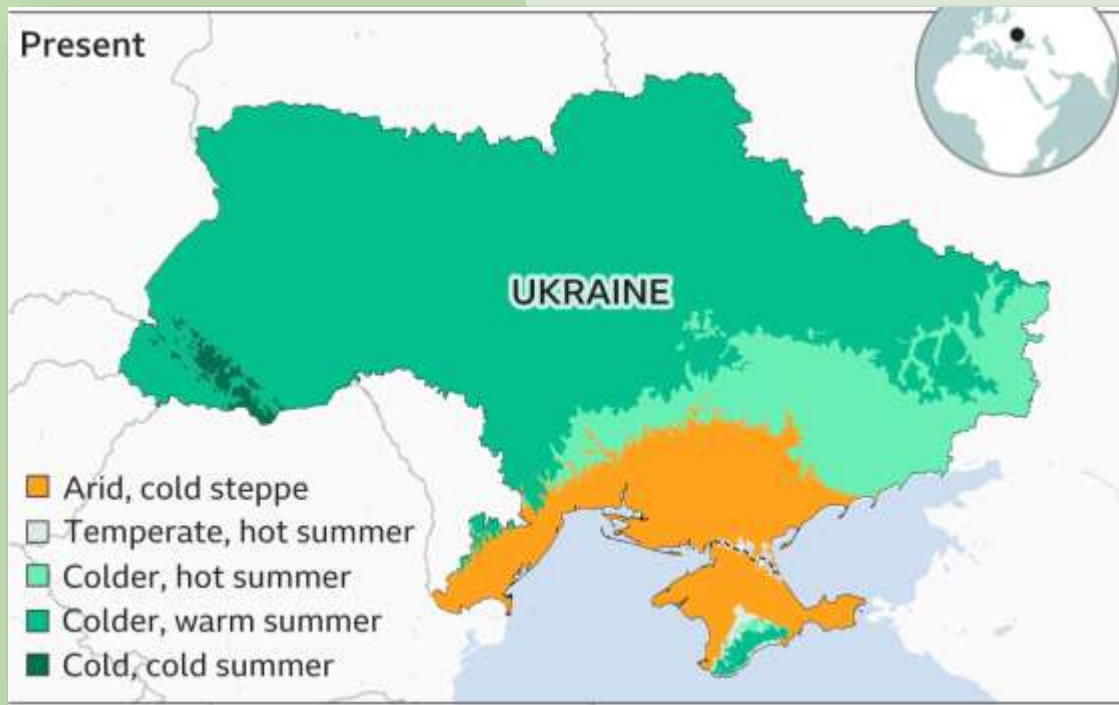 Present
UKRAINE
Arid, cold steppe
Temperate, hot summer
Colder, hot summer
Colder, warm summer
Cold, cold summer